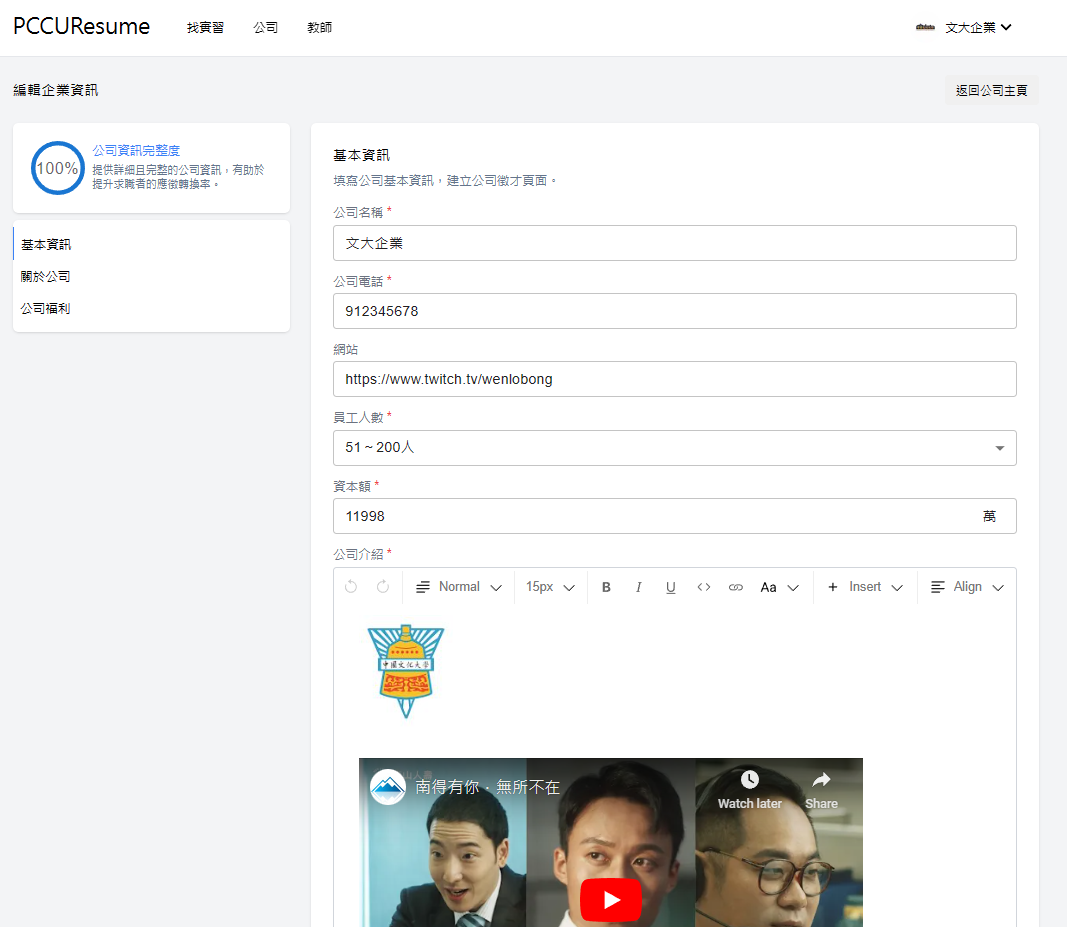 PCCUResume
找實習
公司
教師
文大企業
編輯企業資訊
返回公司主頁
100%
公司資訊完整度
提供詳細且完整的公司資訊，有助於
提升求職者的應徵轉換率。
基本資訊
關於公司
公司福利
基本資訊
填寫公司基本資訊，建立公司徵才頁面。
公司名稱 *
文大企業
公司電話 *
912345678
網站
https://www.twitch.tv/wenlobong
員工人數 *
51 ~ 200人
資本額 *
11998
萬
公司介紹 *
Normal
15px
B
I
U
Aa
+ Insert
Align
中國文化大學
南得有你．無所不在
Watch later
Share